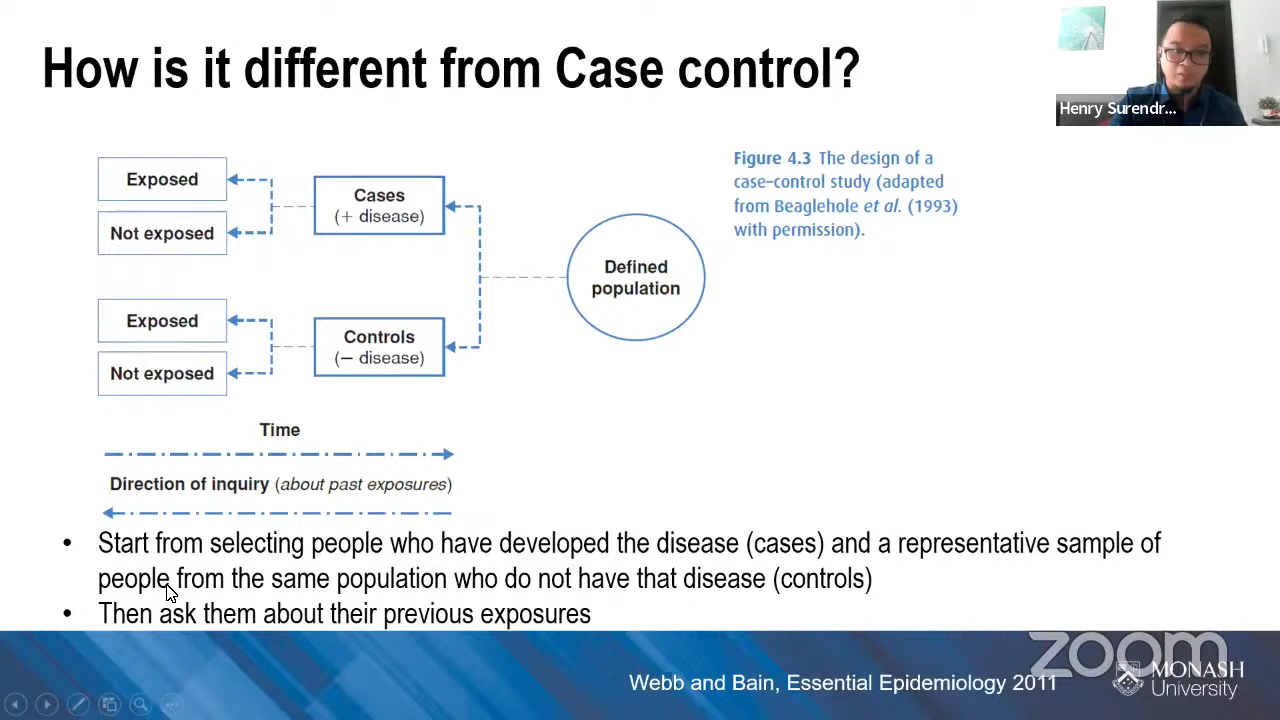 How is it different from Case control?
Henry Surendr...
Exposed
Not exposed
Cases
(+ disease)
Exposed
Not exposed
Controls
(− disease)
Defined
population
Figure 4.3 The design of a
case–control study (adapted
from Beaglehole et al. (1993)
with permission).
Time
Direction of inquiry (about past exposures)
• Start from selecting people who have developed the disease (cases) and a representative sample of
people from the same population who do not have that disease (controls)
• Then ask them about their previous exposures
Webb and Bain, Essential Epidemiology 2011
zoom
MONASH
University